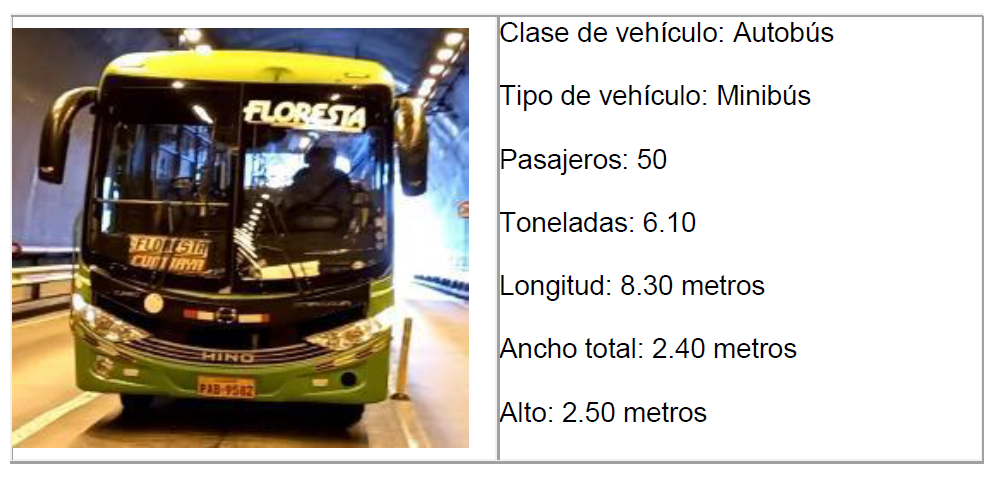 FLORESTA
FLORESTA
CUMBAYA
HINO
PAB-9582
Clase de vehículo: Autobús
Tipo de vehículo: Minibús
Pasajeros: 50
Toneladas: 6.10
Longitud: 8.30 metros
Ancho total: 2.40 metros
Alto: 2.50 metros